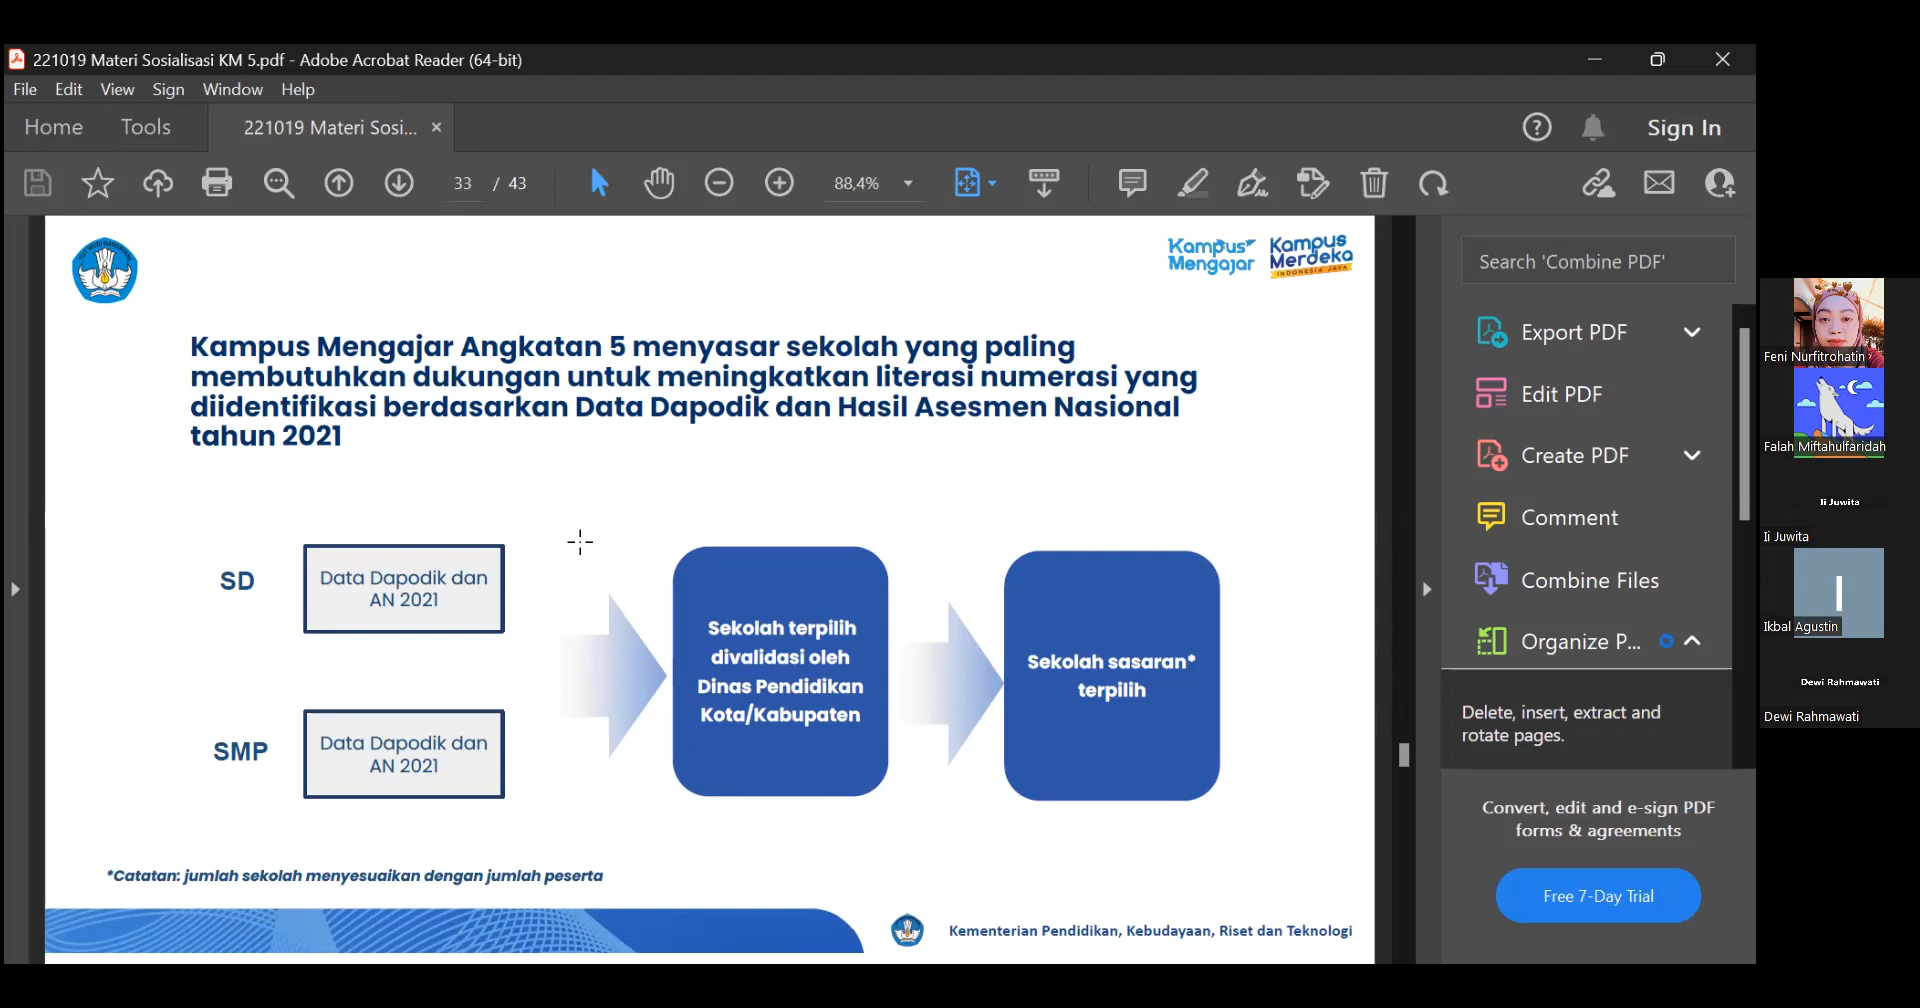 221019 Materi Sosialisasi KM 5.pdf - Adobe Acrobat Reader (64-bit)
File Edit View Sign Window Help
Home Tools 221019 Materi Sosi... × Sign In
33 / 43 88,4%
Kampus Mengajar
Kampus Merdeka
INDONESIA JAYA
Kampus Mengajar Angkatan 5 menyasar sekolah yang paling
membutuhkan dukungan untuk meningkatkan literasi numerasi yang
diidentifikasi berdasarkan Data Dapodik dan Hasil Asesmen Nasional
tahun 2021
SD
Data Dapodik dan
AN 2021
SMP
Data Dapodik dan
AN 2021
Sekolah terpilih
divalidasi oleh
Dinas Pendidikan
Kota/Kabupaten
Sekolah sasaran*
terpilih
*Catatan: jumlah sekolah menyesuaikan dengan jumlah peserta
Kementerian Pendidikan, Kebudayaan, Riset dan Teknologi
Search 'Combine PDF'
Export PDF
Edit PDF
Create PDF
Comment
Combine Files
Organize P...
Delete, insert, extract and
rotate pages.
Convert, edit and e-sign PDF
forms & agreements
Free 7-Day Trial
Feni Nurfitrohatin
Falah Miftahulfaridah
Ii Juwita
Ii Juwita
I
Ikbal Agustin
Dewi Rahmawati
Dewi Rahmawati